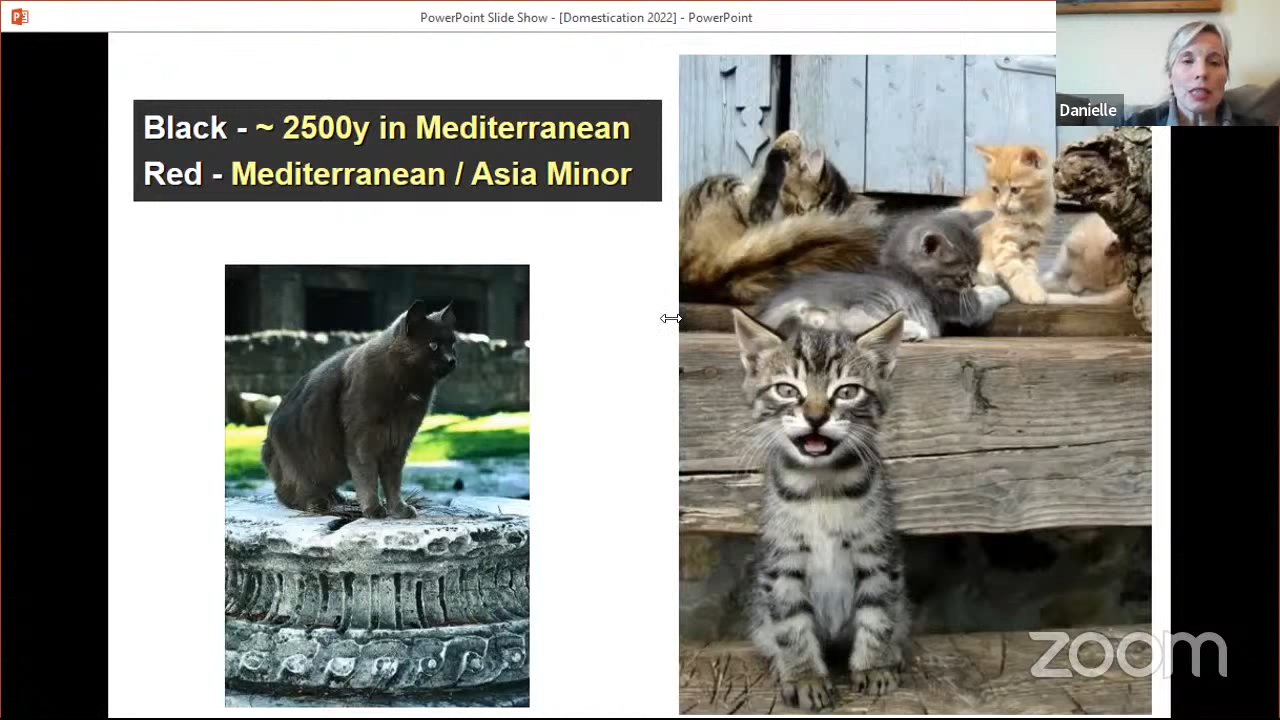 PowerPoint Slide Show - [Domestication 2022] - PowerPoint
Danielle
Black - ~ 2500y in Mediterranean
Red - Mediterranean / Asia Minor
zoom